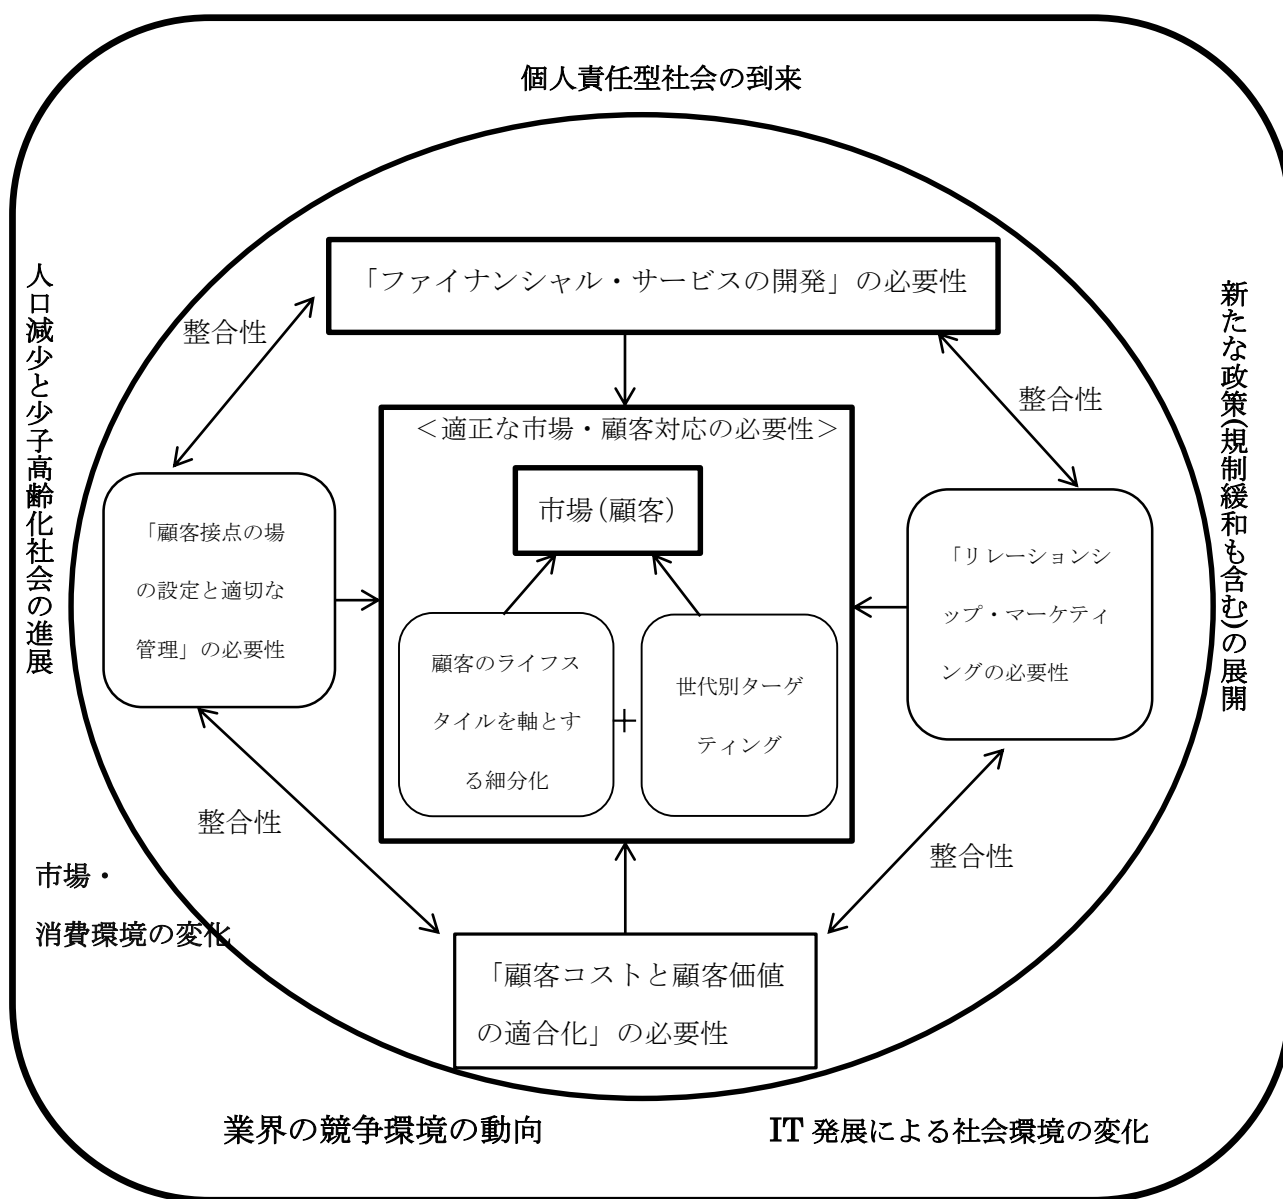 個人責任型社会の到来
「ファイナンシャル・サービスの開発」の必要性
人口減少と少子高齢化社会の進展
新たな政策(規制緩和も含む)の展開
整合性
整合性
＜適正な市場・顧客対応の必要性＞
市場(顧客)
「顧客接点の場
の設定と適切な
管理」の必要性
「リレーションシ
ップ・マーケティ
ングの必要性
顧客のライフス
タイルを軸とす
る細分化
＋
世代別ターゲ
ティング
整合性
整合性
市場・
消費環境の変化
「顧客コストと顧客価値
の適合化」の必要性
業界の競争環境の動向
IT 発展による社会環境の変化